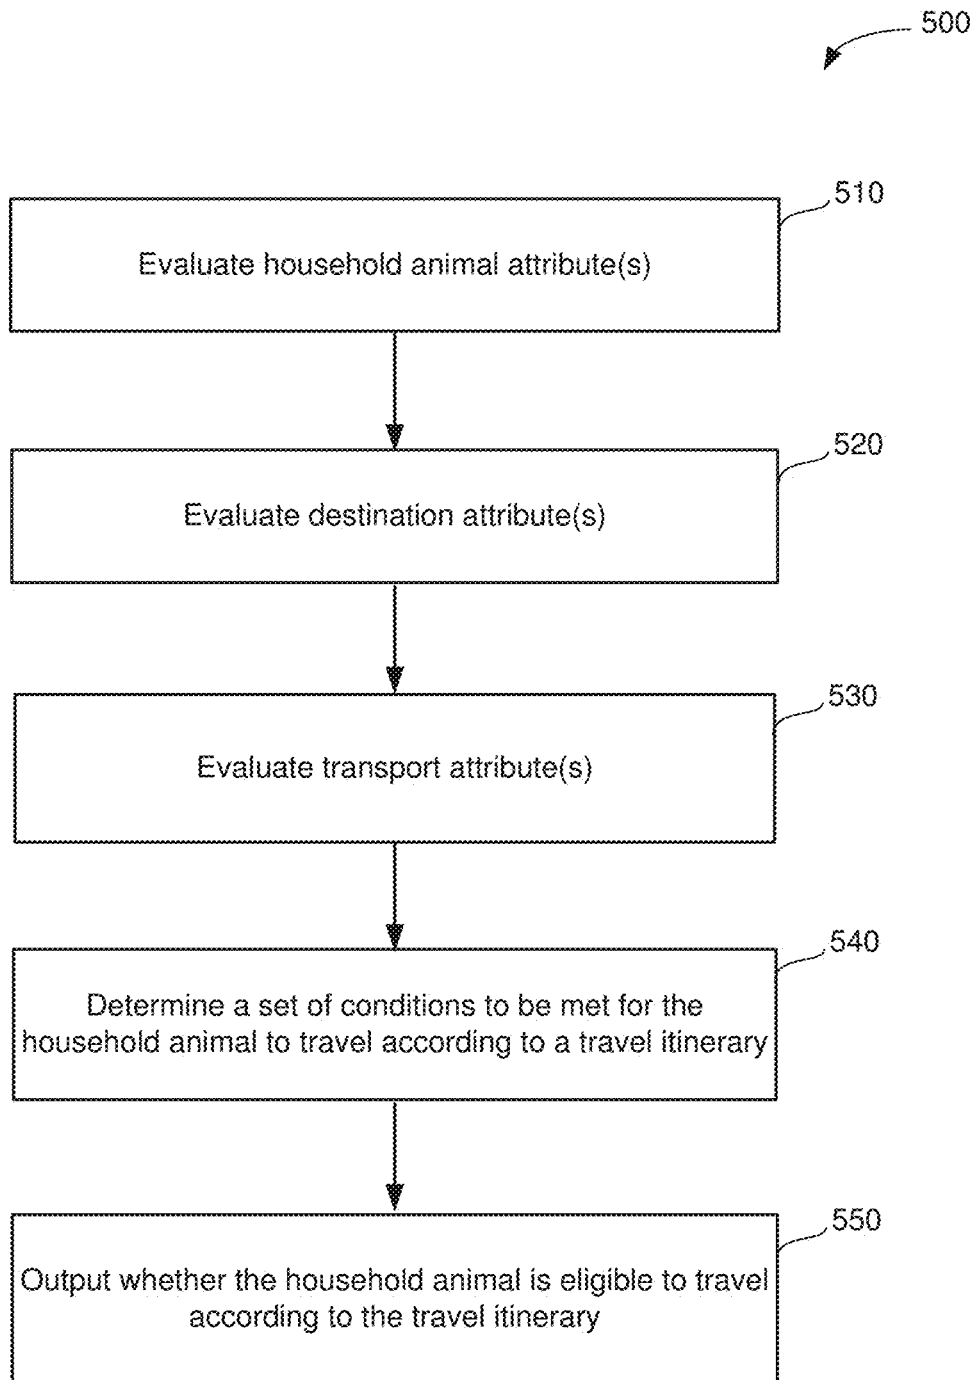 500
510
Evaluate household animal attribute(s)
520
Evaluate destination attribute(s)
530
Evaluate transport attribute(s)
540
Determine a set of conditions to be met for the
household animal to travel according to a travel itinerary
550
Output whether the household animal is eligible to travel
according to the travel itinerary